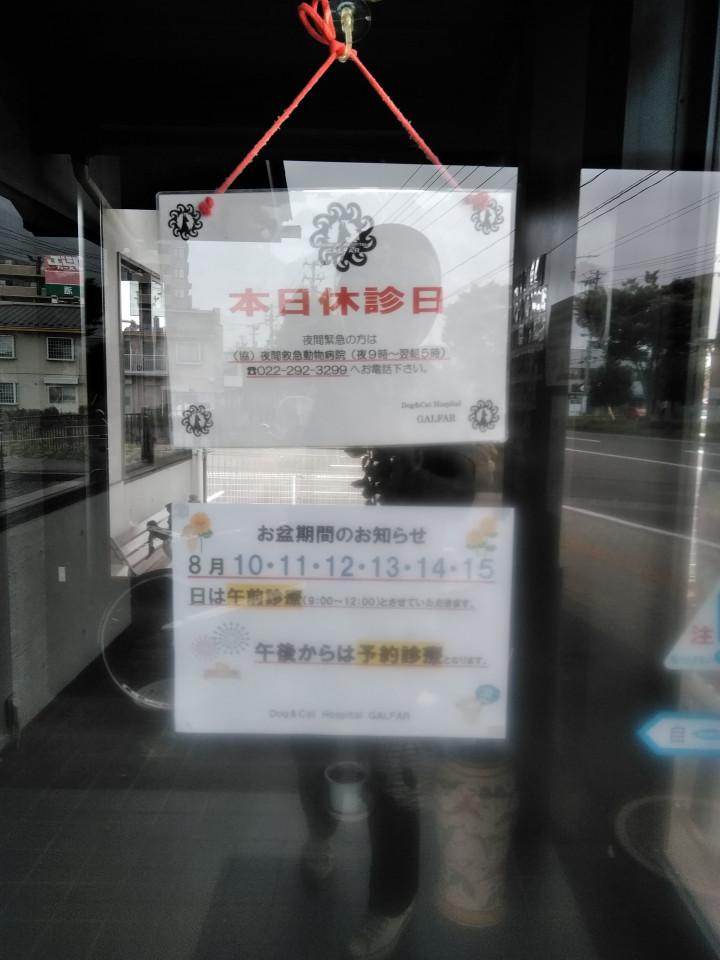 本日休診日
夜間緊急の方は
(協)夜間救急動物病院(夜9時〜翌朝5時)
☎022-292-3299 へお電話下さい。
Dog&Cat Hospital
GALFAR
お盆期間のお知らせ
8月 10・11・12・13・14・15
日は午前診療(9:00〜12:00)とさせていただきます。
午後からは予約診療となります。
Dog&Cat Hospital GALFAR
注